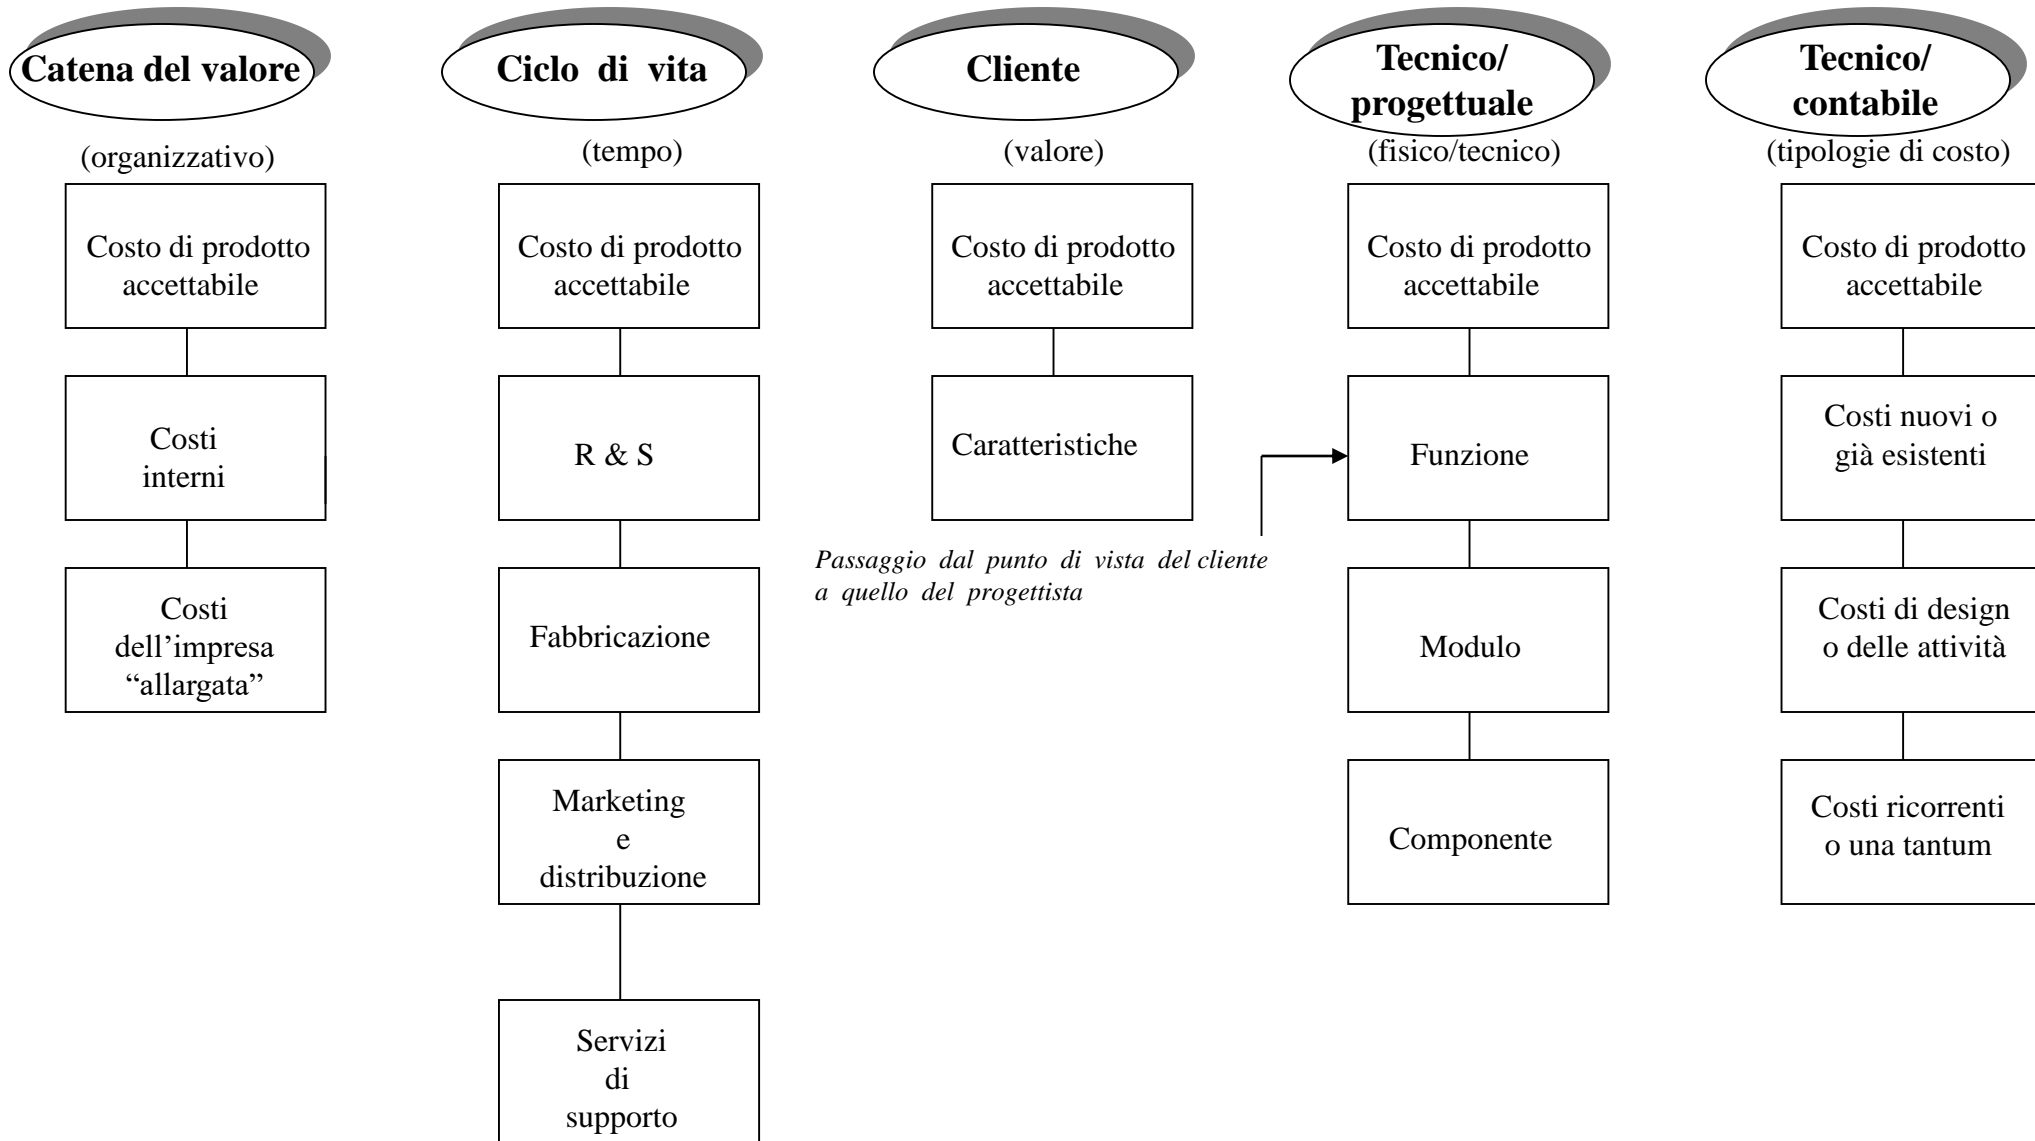 Catena del valore
(organizzativo)
Costo di prodotto
accettabile
Costi
interni
Costi
dell’impresa
“allargata”
Ciclo di vita
(tempo)
Costo di prodotto
accettabile
R & S
Fabbricazione
Marketing
e
distribuzione
Servizi
di
supporto
Cliente
(valore)
Costo di prodotto
accettabile
Caratteristiche
Passaggio dal punto di vista del cliente
a quello del progettista
Tecnico/
progettuale
(fisico/tecnico)
Costo di prodotto
accettabile
Funzione
Modulo
Componente
Tecnico/
contabile
(tipologie di costo)
Costo di prodotto
accettabile
Costi nuovi o
già esistenti
Costi di design
o delle attività
Costi ricorrenti
o una tantum